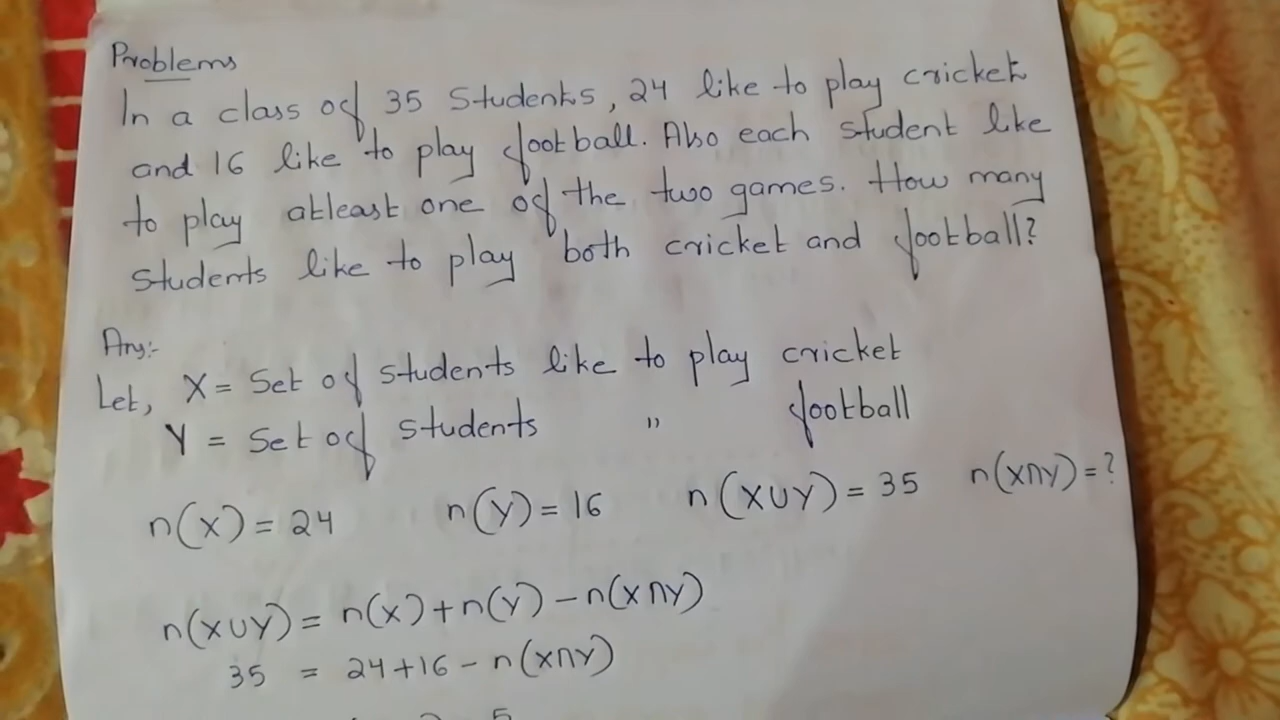 Problems
In a class of 35 students, 24 like to play cricket
and 16 like to play football. Also each student like
to play atleast one of the two games. How many
students like to play both cricket and football?
Ans:-
Let, X = Set of students like to play cricket
Y = Set of students " football
n(X) = 24 n(Y) = 16 n(X∪Y) = 35 n(X∩Y) = ?
n(X∪Y) = n(X) + n(Y) - n(X∩Y)
35 = 24 + 16 - n(X∩Y)